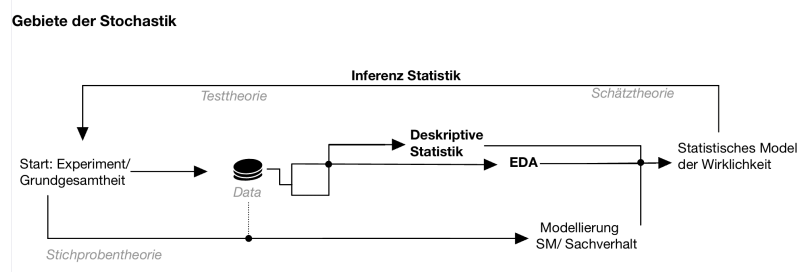 Gebiete der Stochastik
Inferenz Statistik
Testtheorie
Schätztheorie
Deskriptive
Statistik
Statistisches Model
der Wirklichkeit
Start: Experiment/
Grundgesamtheit
EDA
Data
Modellierung
SM/ Sachverhalt
Stichprobentheorie